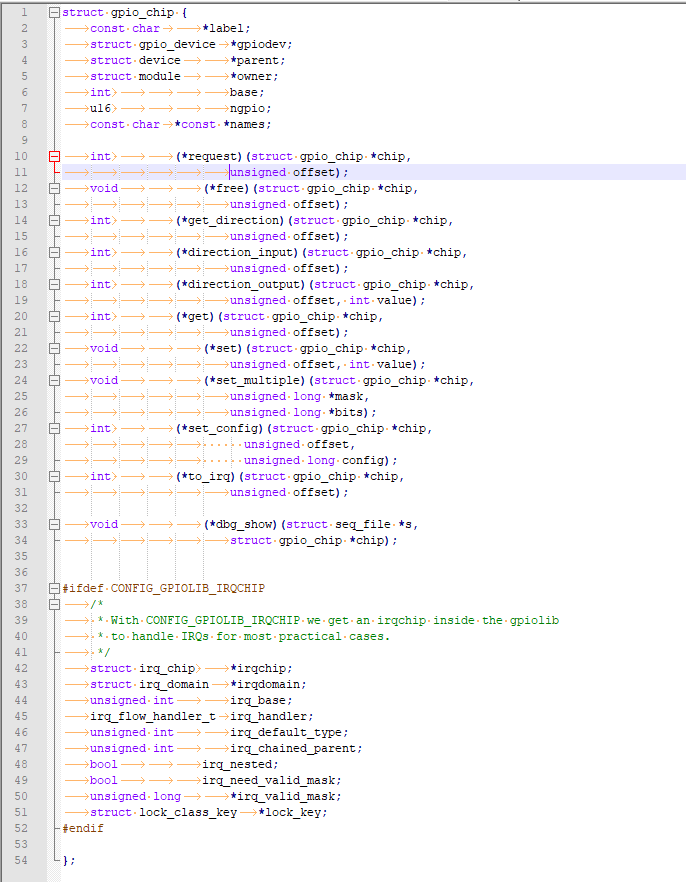 1 struct gpio_chip {
2 const char *label;
3 struct gpio_device *gpiodev;
4 struct device *parent;
5 struct module *owner;
6 int base;
7 u16 ngpio;
8 const char *const *names;
9
10 int (*request)(struct gpio_chip *chip,
11 unsigned offset);
12 void (*free)(struct gpio_chip *chip,
13 unsigned offset);
14 int (*get_direction)(struct gpio_chip *chip,
15 unsigned offset);
16 int (*direction_input)(struct gpio_chip *chip,
17 unsigned offset);
18 int (*direction_output)(struct gpio_chip *chip,
19 unsigned offset, int value);
20 int (*get)(struct gpio_chip *chip,
21 unsigned offset);
22 void (*set)(struct gpio_chip *chip,
23 unsigned offset, int value);
24 void (*set_multiple)(struct gpio_chip *chip,
25 unsigned long *mask,
26 unsigned long *bits);
27 int (*set_config)(struct gpio_chip *chip,
28 unsigned offset,
29 unsigned long config);
30 int (*to_irq)(struct gpio_chip *chip,
31 unsigned offset);
32
33 void (*dbg_show)(struct seq_file *s,
34 struct gpio_chip *chip);
35
36
37 #ifdef CONFIG_GPIOLIB_IRQCHIP
38 /*
39 * With CONFIG_GPIOLIB_IRQCHIP we get an irqchip inside the gpiolib
40 * to handle IRQs for most practical cases.
41 */
42 struct irq_chip *irqchip;
43 struct irq_domain *irqdomain;
44 unsigned int irq_base;
45 irq_flow_handler_t irq_handler;
46 unsigned int irq_default_type;
47 unsigned int irq_chained_parent;
48 bool irq_nested;
49 bool irq_need_valid_mask;
50 unsigned long *irq_valid_mask;
51 struct lock_class_key *lock_key;
52 #endif
53
54 };